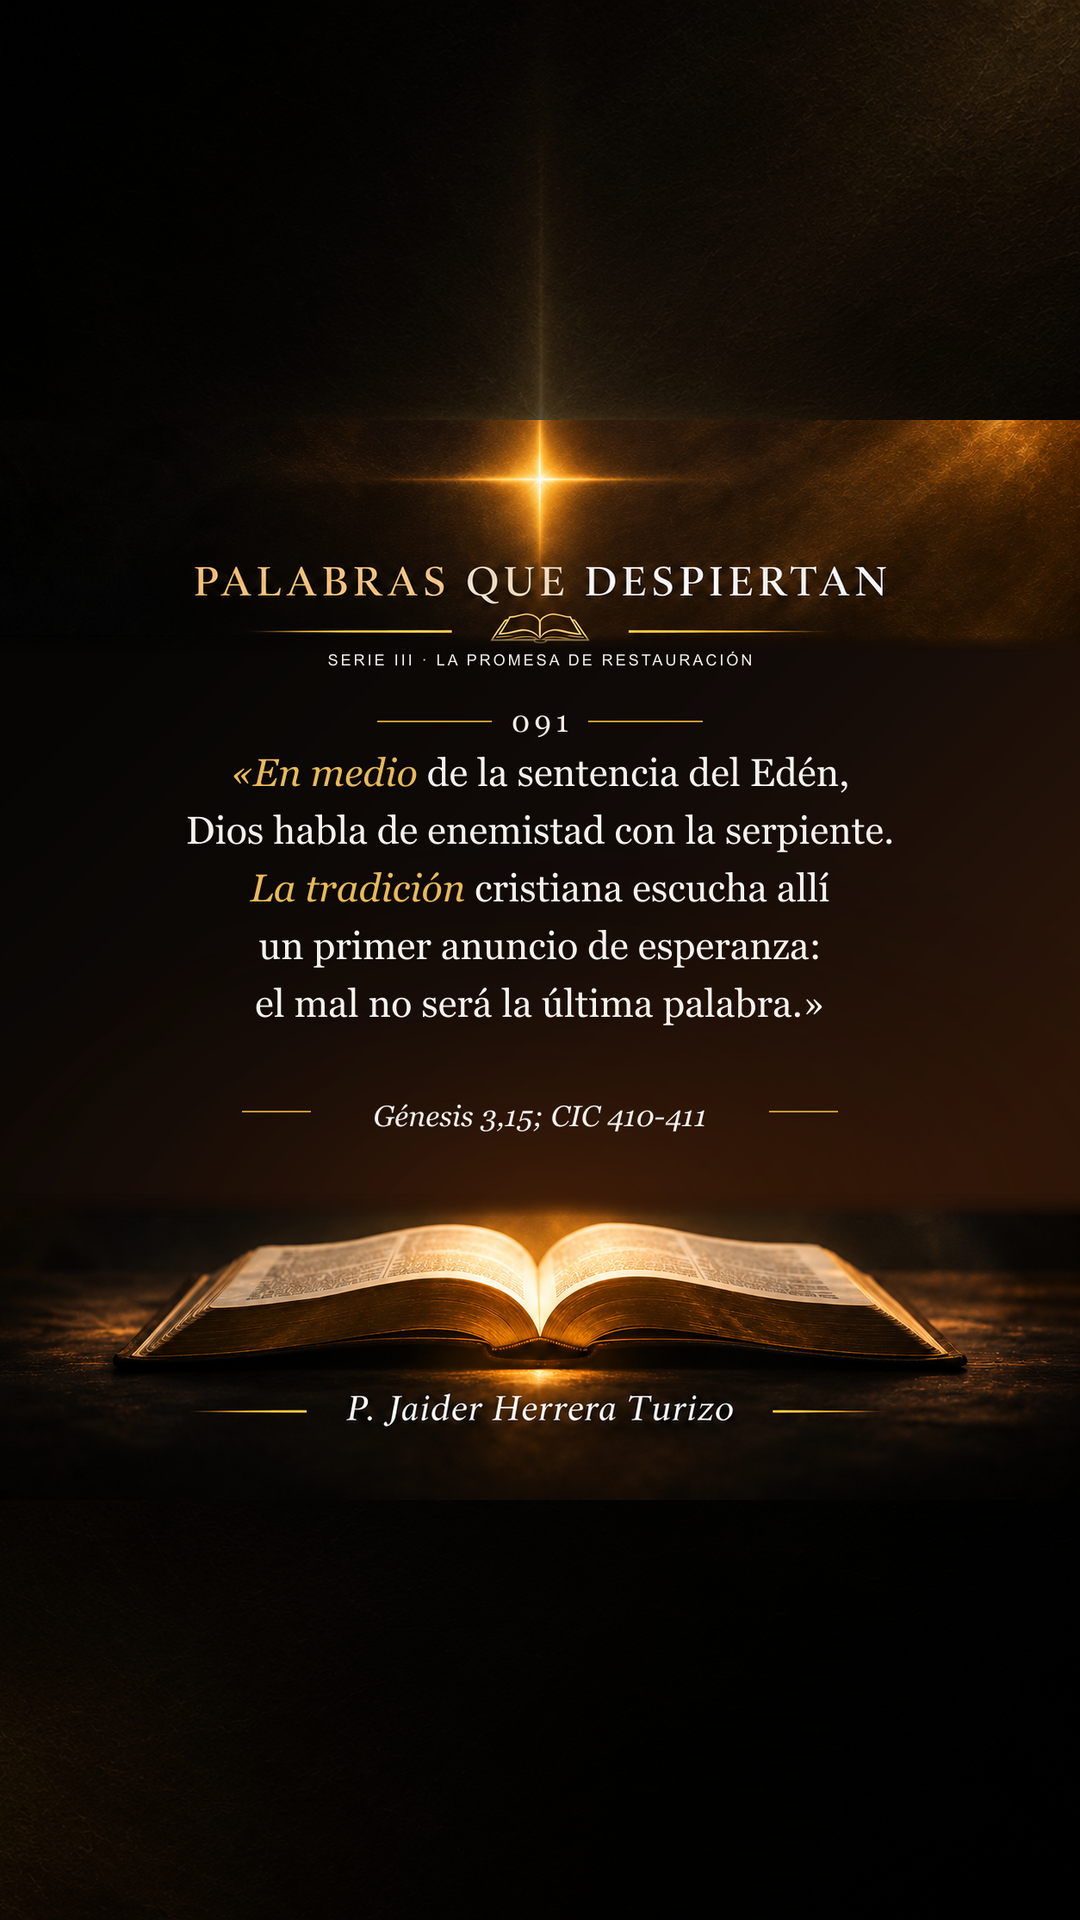 PALABRAS QUE DESPIERTAN
SERIE III · LA PROMESA DE RESTAURACIÓN
091
«En medio de la sentencia del Edén,
Dios habla de enemistad con la serpiente.
La tradición cristiana escucha allí
un primer anuncio de esperanza:
el mal no será la última palabra.»
Génesis 3,15; CIC 410-411
P. Jaider Herrera Turizo